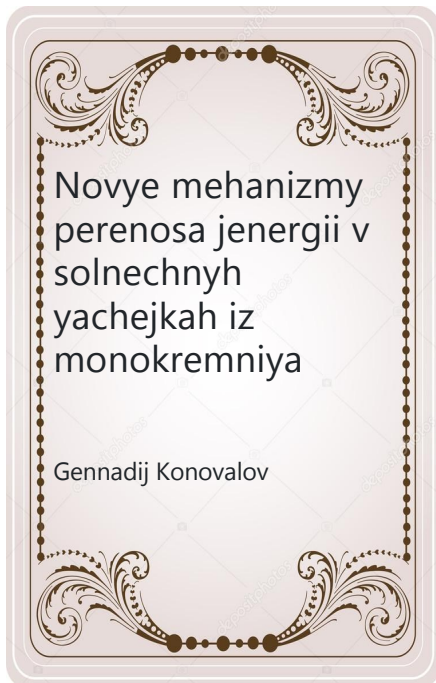 Novye mehanizmy
perenosa jenergii v
solnechnyh
yachejkah iz
monokremniya
Gennadij Konovalov